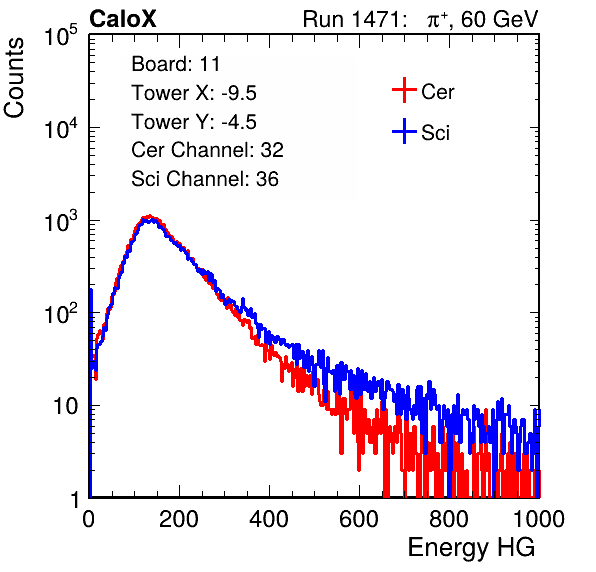 CaloX Run 1471: π⁺, 60 GeV
Counts
Board: 11
Tower X: -9.5
Tower Y: -4.5
Cer Channel: 32
Sci Channel: 36
Cer
Sci
10⁵
10⁴
10³
10²
10
1
0 200 400 600 800 1000
Energy HG